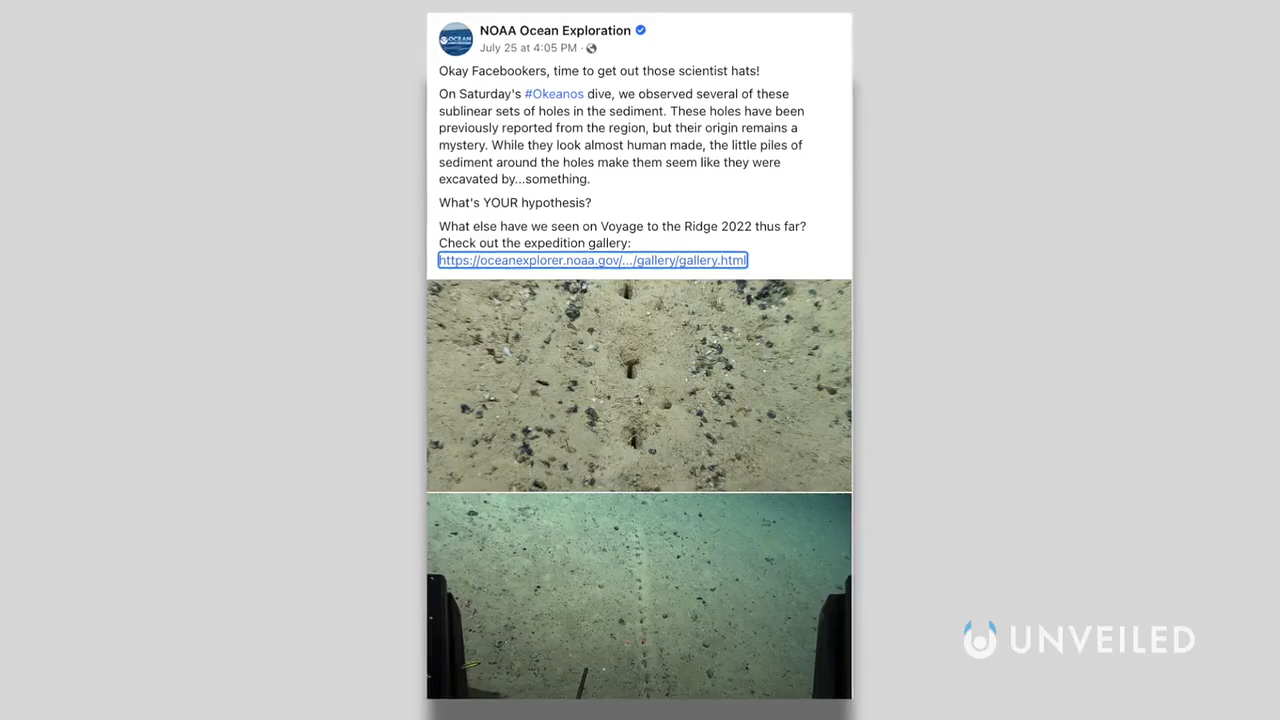 NOAA Ocean Exploration
July 25 at 4:05 PM ·
Okay Facebookers, time to get out those scientist hats!
On Saturday's #Okeanos dive, we observed several of these
sublinear sets of holes in the sediment. These holes have been
previously reported from the region, but their origin remains a
mystery. While they look almost human made, the little piles of
sediment around the holes make them seem like they were
excavated by...something.
What's YOUR hypothesis?
What else have we seen on Voyage to the Ridge 2022 thus far?
Check out the expedition gallery:
https://oceanexplorer.noaa.gov/.../gallery/gallery.html
UNVEILED